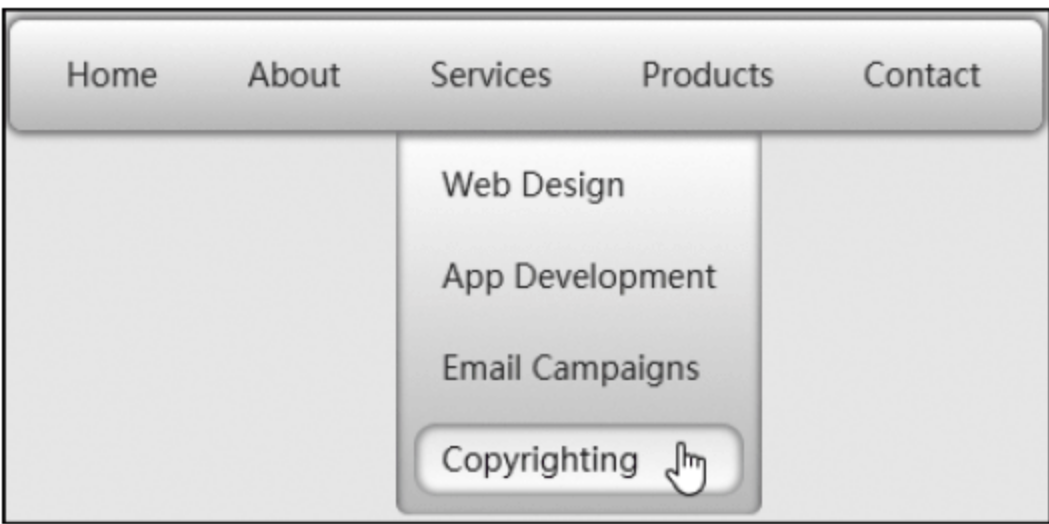 Home About Services Products Contact
Web Design
App Development
Email Campaigns
Copyrighting